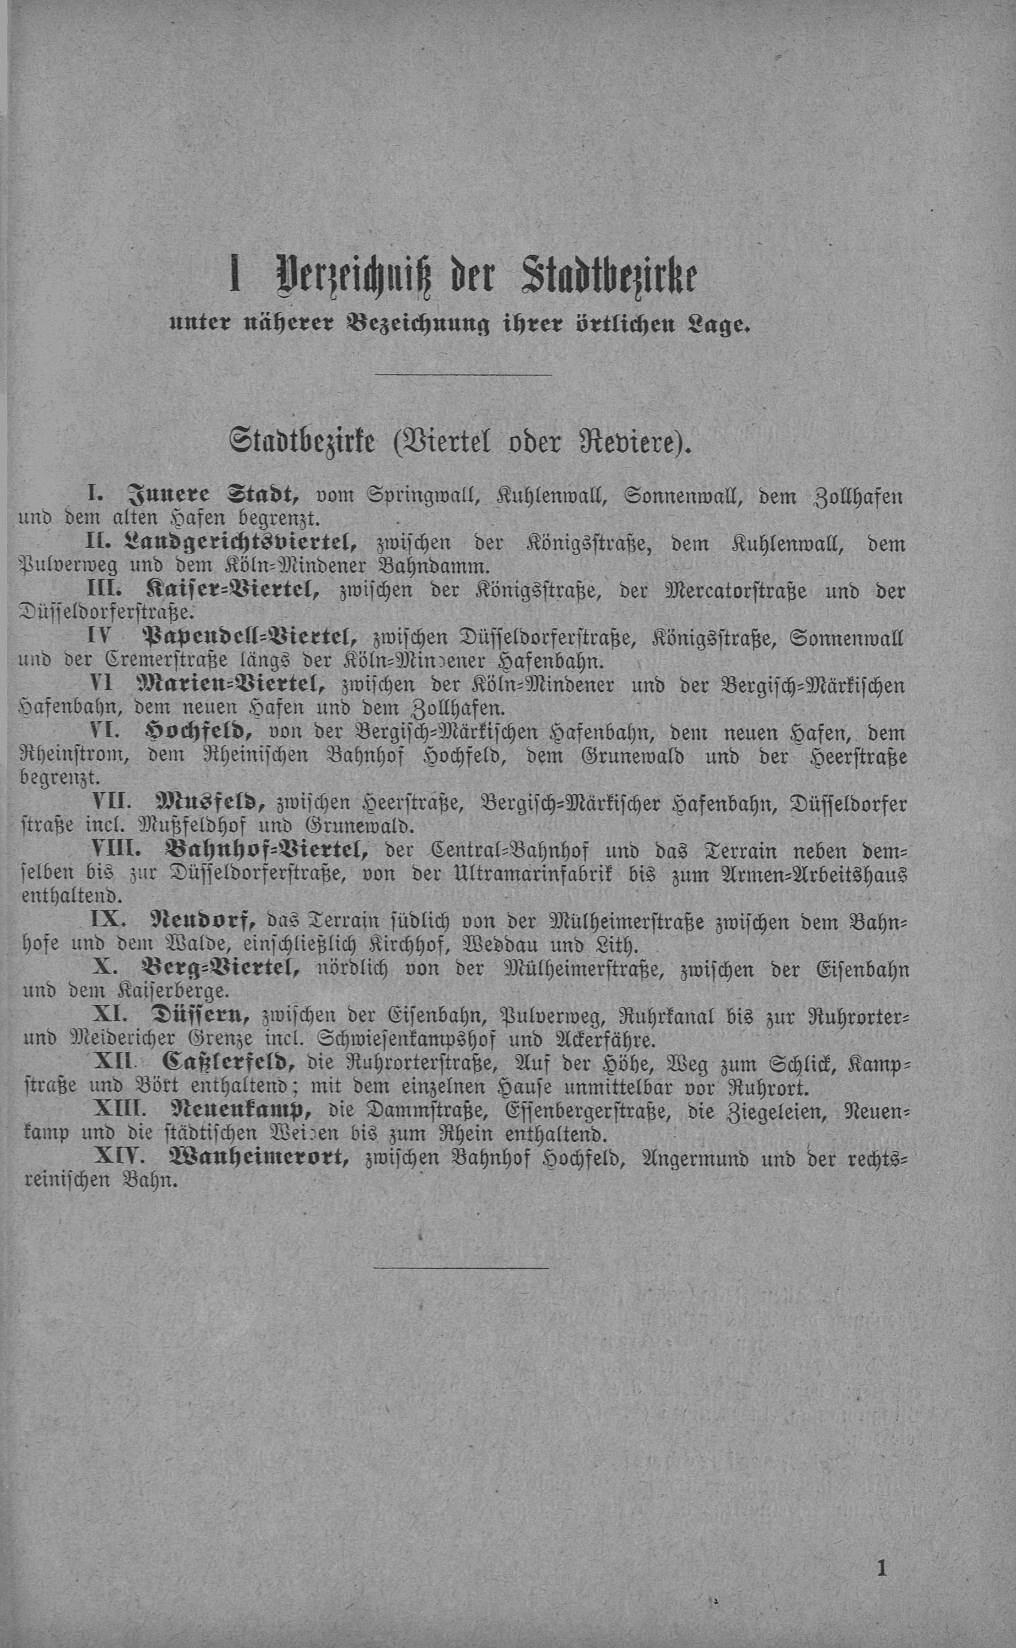 I Verzeichniß der Stadtbezirke
unter näherer Bezeichnung ihrer örtlichen Lage.
Stadtbezirke (Viertel oder Reviere).
I. Innere Stadt, vom Springwall, Kuhlenwall, Sonnenwall, dem Zollhafen
und dem alten Hafen begrenzt.
II. Landgerichtsviertel, zwischen der Königsstraße, dem Kuhlenwall, dem
Pulverweg und dem Köln-Mindener Bahndamm.
III. Kaiser-Viertel, zwischen der Königsstraße, der Mercatorstraße und der
Düsseldorferstraße.
IV Papendell-Viertel, zwischen Düsseldorferstraße, Königsstraße, Sonnenwall
und der Cremerstraße längs der Köln-Mindener Hafenbahn.
VI Marien-Viertel, zwischen der Köln-Mindener und der Bergisch-Märkischen
Hafenbahn, dem neuen Hafen und dem Zollhafen.
VI. Hochfeld, von der Bergisch-Märkischen Hafenbahn, dem neuen Hafen, dem
Rheinstrom, dem Rheinischen Bahnhof Hochfeld, dem Grunewald und der Heerstraße
begrenzt.
VII. Musfeld, zwischen Heerstraße, Bergisch-Märkischer Hafenbahn, Düsseldorfer
straße incl. Mußfeldhof und Grunewald.
VIII. Bahnhof-Viertel, der Central-Bahnhof und das Terrain neben dem-
selben bis zur Düsseldorferstraße, von der Ultramarinfabrik bis zum Armen-Arbeitshaus
enthaltend.
IX. Neudorf, das Terrain südlich von der Mülheimerstraße zwischen dem Bahn-
hofe und dem Walde, einschließlich Kirchhof, Weddau und Lith.
X. Berg-Viertel, nördlich von der Mülheimerstraße, zwischen der Eisenbahn
und dem Kaiserberge.
XI. Düssern, zwischen der Eisenbahn, Pulverweg, Ruhrkanal bis zur Ruhrorter-
und Meidericher Grenze incl. Schwiesenkampshof und Ackerfähre.
XII. Caßlerfeld, die Ruhrorterstraße, Auf der Höhe, Weg zum Schlick, Kamp-
straße und Bört enthaltend; mit dem einzelnen Hause unmittelbar vor Ruhrort.
XIII. Neuenkamp, die Dammstraße, Essenbergerstraße, die Ziegeleien, Neuen-
kamp und die städtischen Weiden bis zum Rhein enthaltend.
XIV. Wanheimerort, zwischen Bahnhof Hochfeld, Angermund und der rechts-
reinischen Bahn.
1